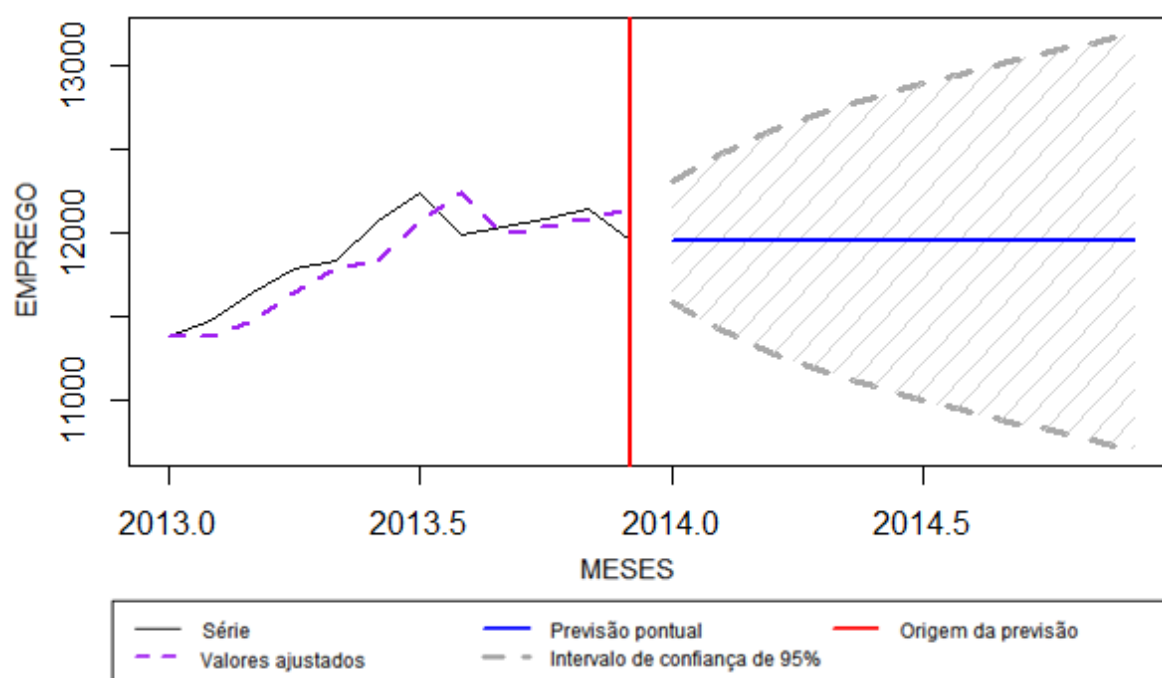 13000
12000
11000
EMPREGO
2013.0 2013.5 2014.0 2014.5
MESES
Série Previsão pontual Origem da previsão
Valores ajustados Intervalo de confiança de 95%